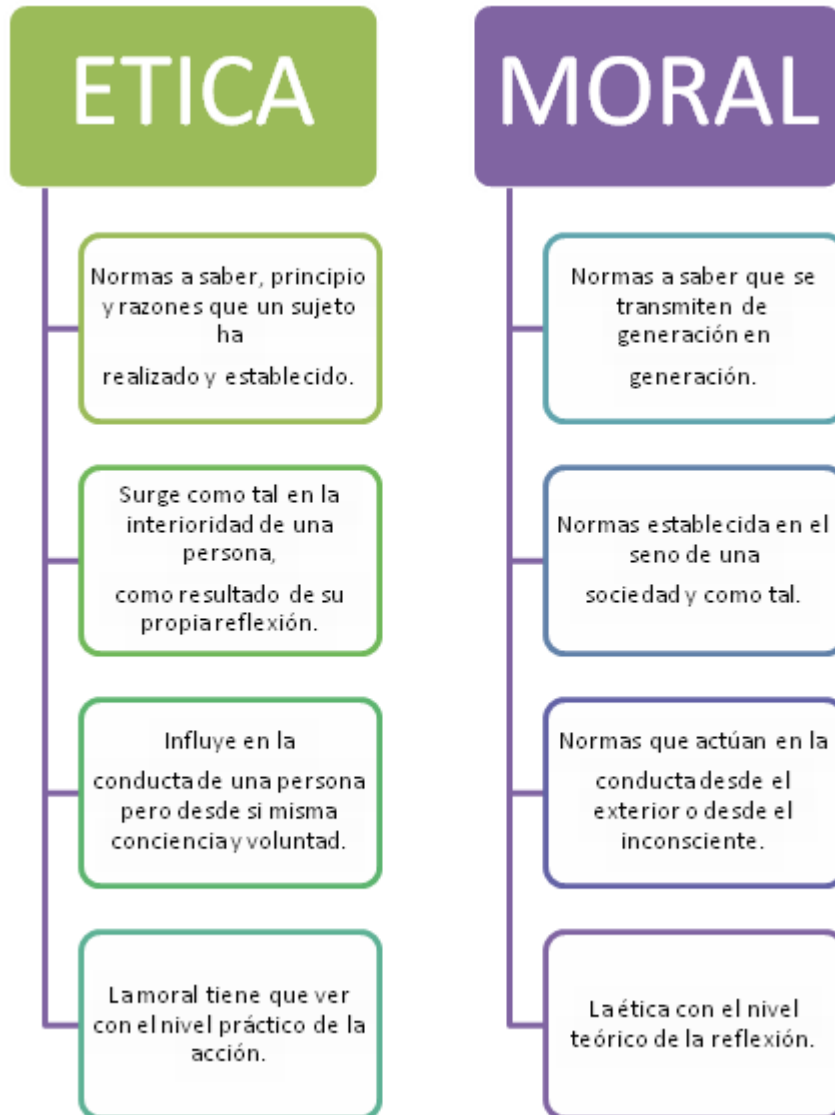 ETICA
Normas a saber, principio
y razones que un sujeto
ha
realizado y establecido.
Surge como tal en la
interioridad de una
persona,
como resultado de su
propia reflexión.
Influye en la
conducta de una persona
pero desde si misma
conciencia y voluntad.
La moral tiene que ver
con el nivel práctico de la
acción.
MORAL
Normas a saber que se
transmiten de
generación en
generación.
Normas establecida en el
seno de una
sociedad y como tal.
Normas que actúan en la
conducta desde el
exterior o desde el
inconsciente.
La ética con el nivel
teórico de la reflexión.